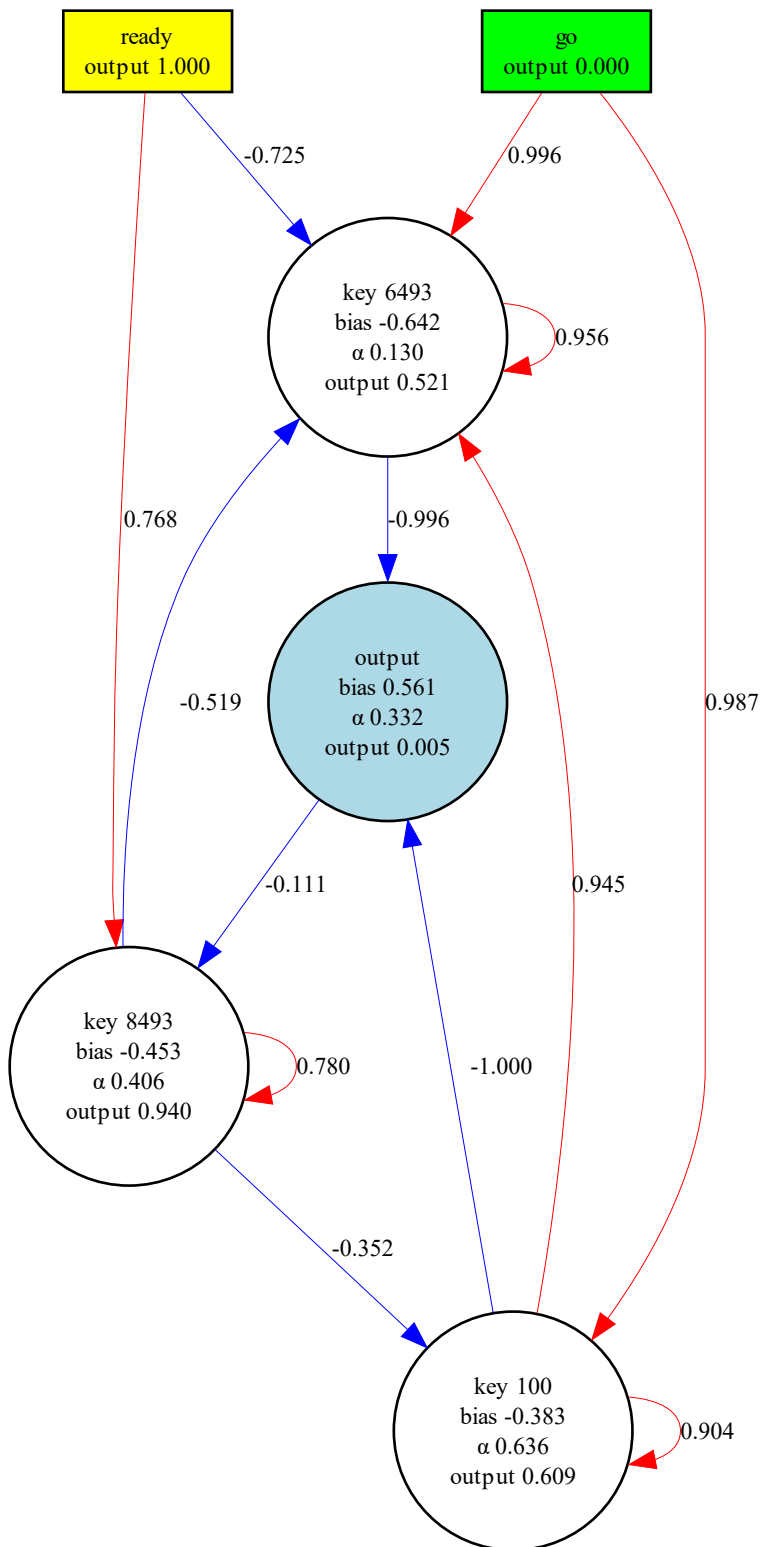 ready
output 1.000
go
output 0.000
-0.725
0.996
key 6493
bias -0.642
α 0.130
output 0.521
0.956
0.768
-0.996
-0.519
output
bias 0.561
α 0.332
output 0.005
0.987
-0.111
0.945
key 8493
bias -0.453
α 0.406
output 0.940
0.780
-1.000
-0.352
key 100
bias -0.383
α 0.636
output 0.609
0.904